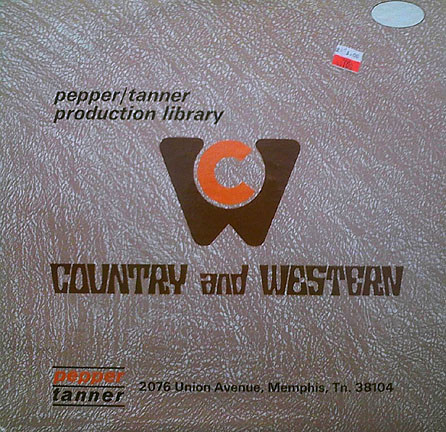 pepper/tanner
production library
C
W
COUNTRY and WESTERN
pepper
tanner
2076 Union Avenue, Memphis, Tn. 38104